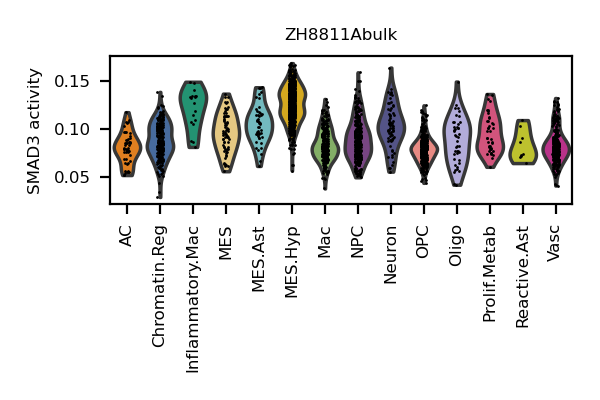 ZH8811Abulk
SMAD3 activity
0.15
0.10
0.05
AC
Chromatin.Reg
Inflammatory.Mac
MES
MES.Ast
MES.Hyp
Mac
NPC
Neuron
OPC
Oligo
Prolif.Metab
Reactive.Ast
Vasc